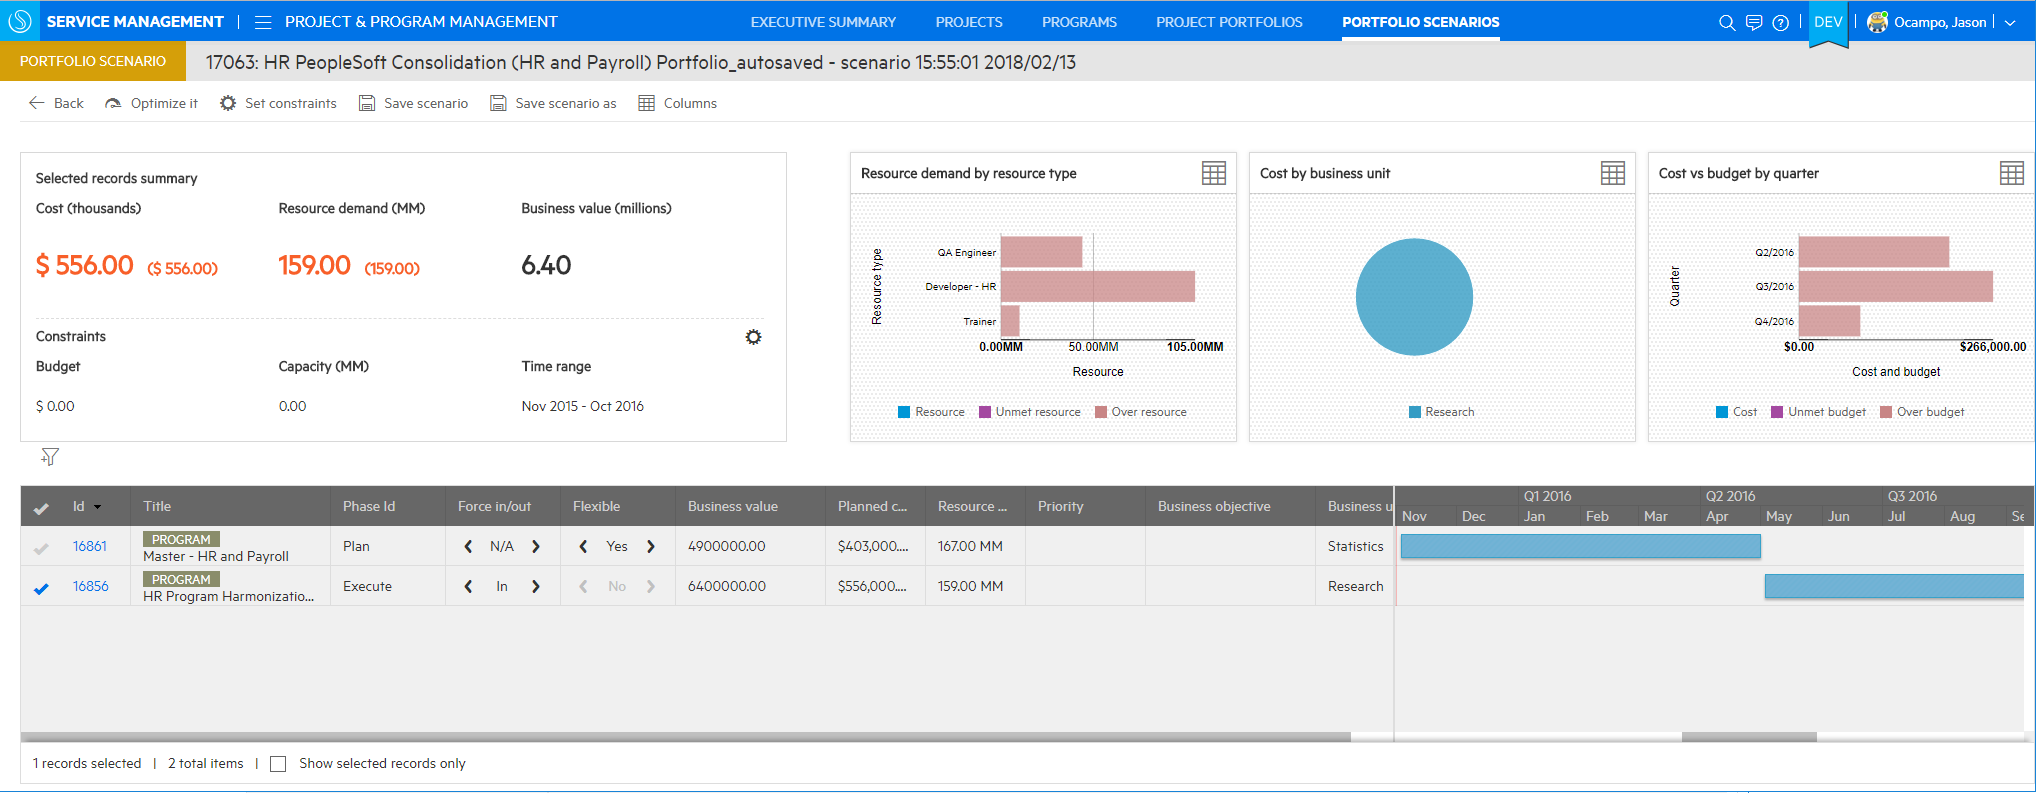 SERVICE MANAGEMENT | PROJECT & PROGRAM MANAGEMENT EXECUTIVE SUMMARY PROJECTS PROGRAMS PROJECT PORTFOLIOS PORTFOLIO SCENARIOS DEV Ocampo, Jason
PORTFOLIO SCENARIO 17063: HR PeopleSoft Consolidation (HR and Payroll) Portfolio_autosaved - scenario 15:55:01 2018/02/13
Back Optimize it Set constraints Save scenario Save scenario as Columns
Selected records summary
Cost (thousands) Resource demand (MM) Business value (millions)
$ 556.00 ($ 556.00) 159.00 (159.00) 6.40
Constraints
Budget Capacity (MM) Time range
$ 0.00 0.00 Nov 2015 - Oct 2016
Resource demand by resource type
Resource type
QA Engineer
Developer - HR
Trainer
0.00MM 50.00MM 105.00MM
Resource
Resource Unmet resource Over resource
Cost by business unit
Research
Cost vs budget by quarter
Quarter
Q2/2016
Q3/2016
Q4/2016
$0.00 $266,000.00
Cost and budget
Cost Unmet budget Over budget
Id Title Phase Id Force in/out Flexible Business value Planned c... Resource ... Priority Business objective Business u
Q1 2016 Q2 2016 Q3 2016
Nov Dec Jan Feb Mar Apr May Jun Jul Aug Se
PROGRAM
16861 Master - HR and Payroll Plan N/A Yes 4900000.00 $403,000.... 167.00 MM Statistics
PROGRAM
16856 HR Program Harmonizatio... Execute In No 6400000.00 $556,000.... 159.00 MM Research
1 records selected | 2 total items | Show selected records only